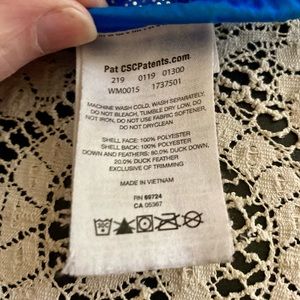 Pat CSCPatents.com
219 0119 01300
WM0015 1737501
MACHINE WASH COLD, WASH SEPARATELY,
DO NOT BLEACH, TUMBLE DRY LOW, DO
NOT IRON, DO NOT USE FABRIC SOFTENER,
DO NOT DRYCLEAN
SHELL FACE: 100% POLYESTER
SHELL BACK: 100% POLYESTER
DOWN AND FEATHERS: 80.0% DUCK DOWN,
20.0% DUCK FEATHER
EXCLUSIVE OF TRIMMING
MADE IN VIETNAM
RN 69724
CA 05367